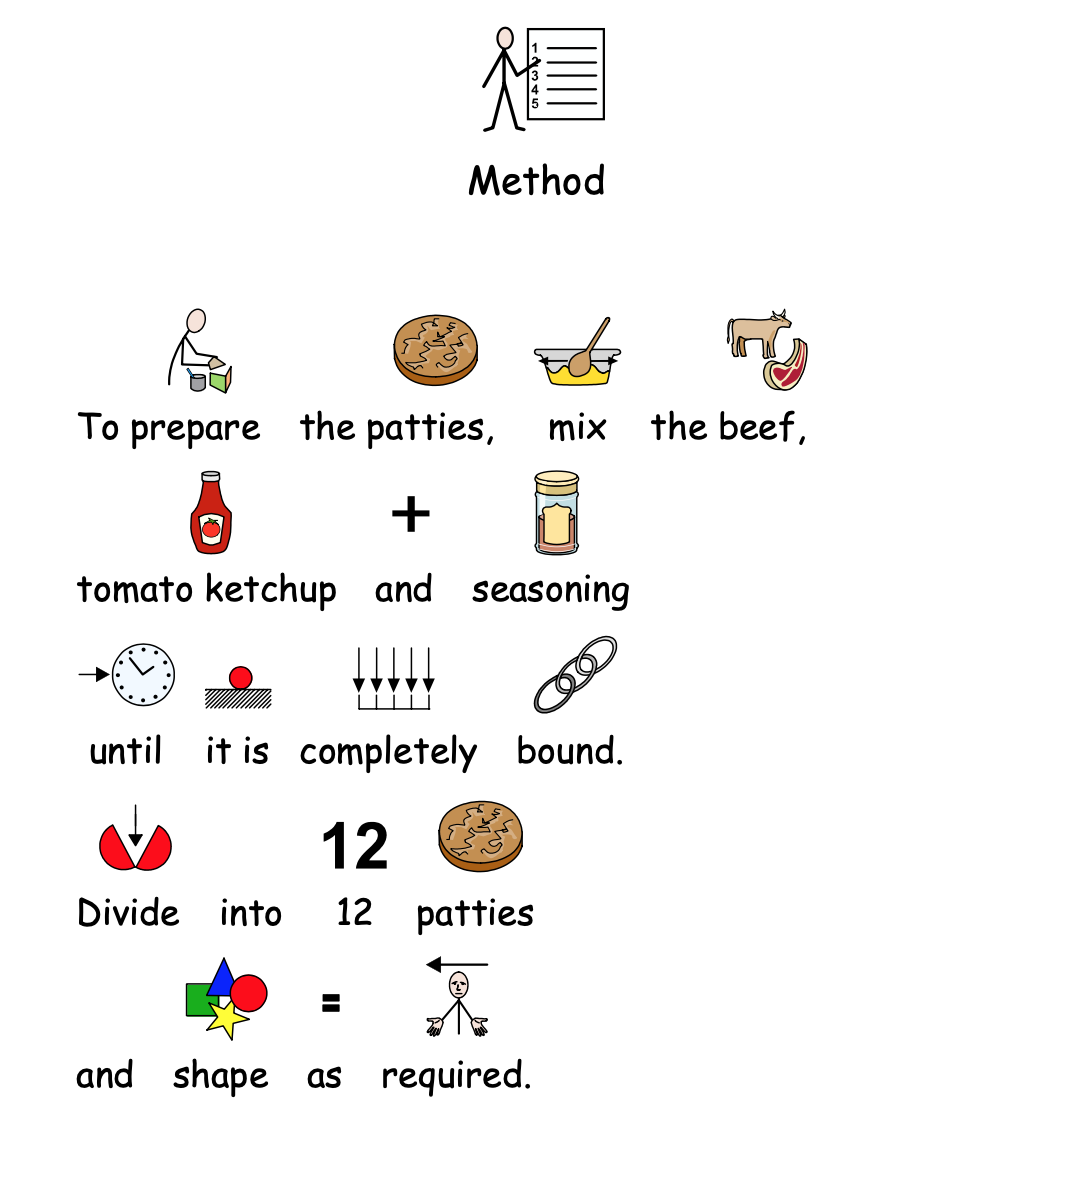 1
2
3
4
5
Method
To prepare the patties, mix the beef,
+
tomato ketchup and seasoning
until it is completely bound.
12
Divide into 12 patties
=
and shape as required.